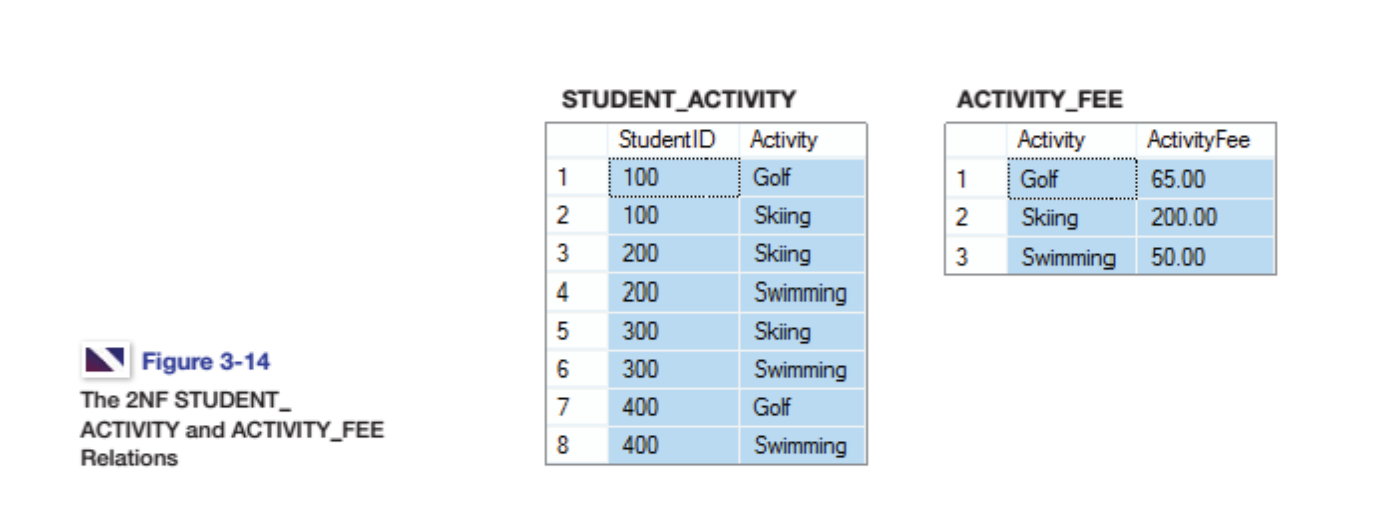 STUDENT_ACTIVITY
StudentID Activity
1 100 Golf
2 100 Skiing
3 200 Skiing
4 200 Swimming
5 300 Skiing
6 300 Swimming
7 400 Golf
8 400 Swimming
ACTIVITY_FEE
Activity ActivityFee
1 Golf 65.00
2 Skiing 200.00
3 Swimming 50.00
Figure 3-14
The 2NF STUDENT_
ACTIVITY and ACTIVITY_FEE
Relations